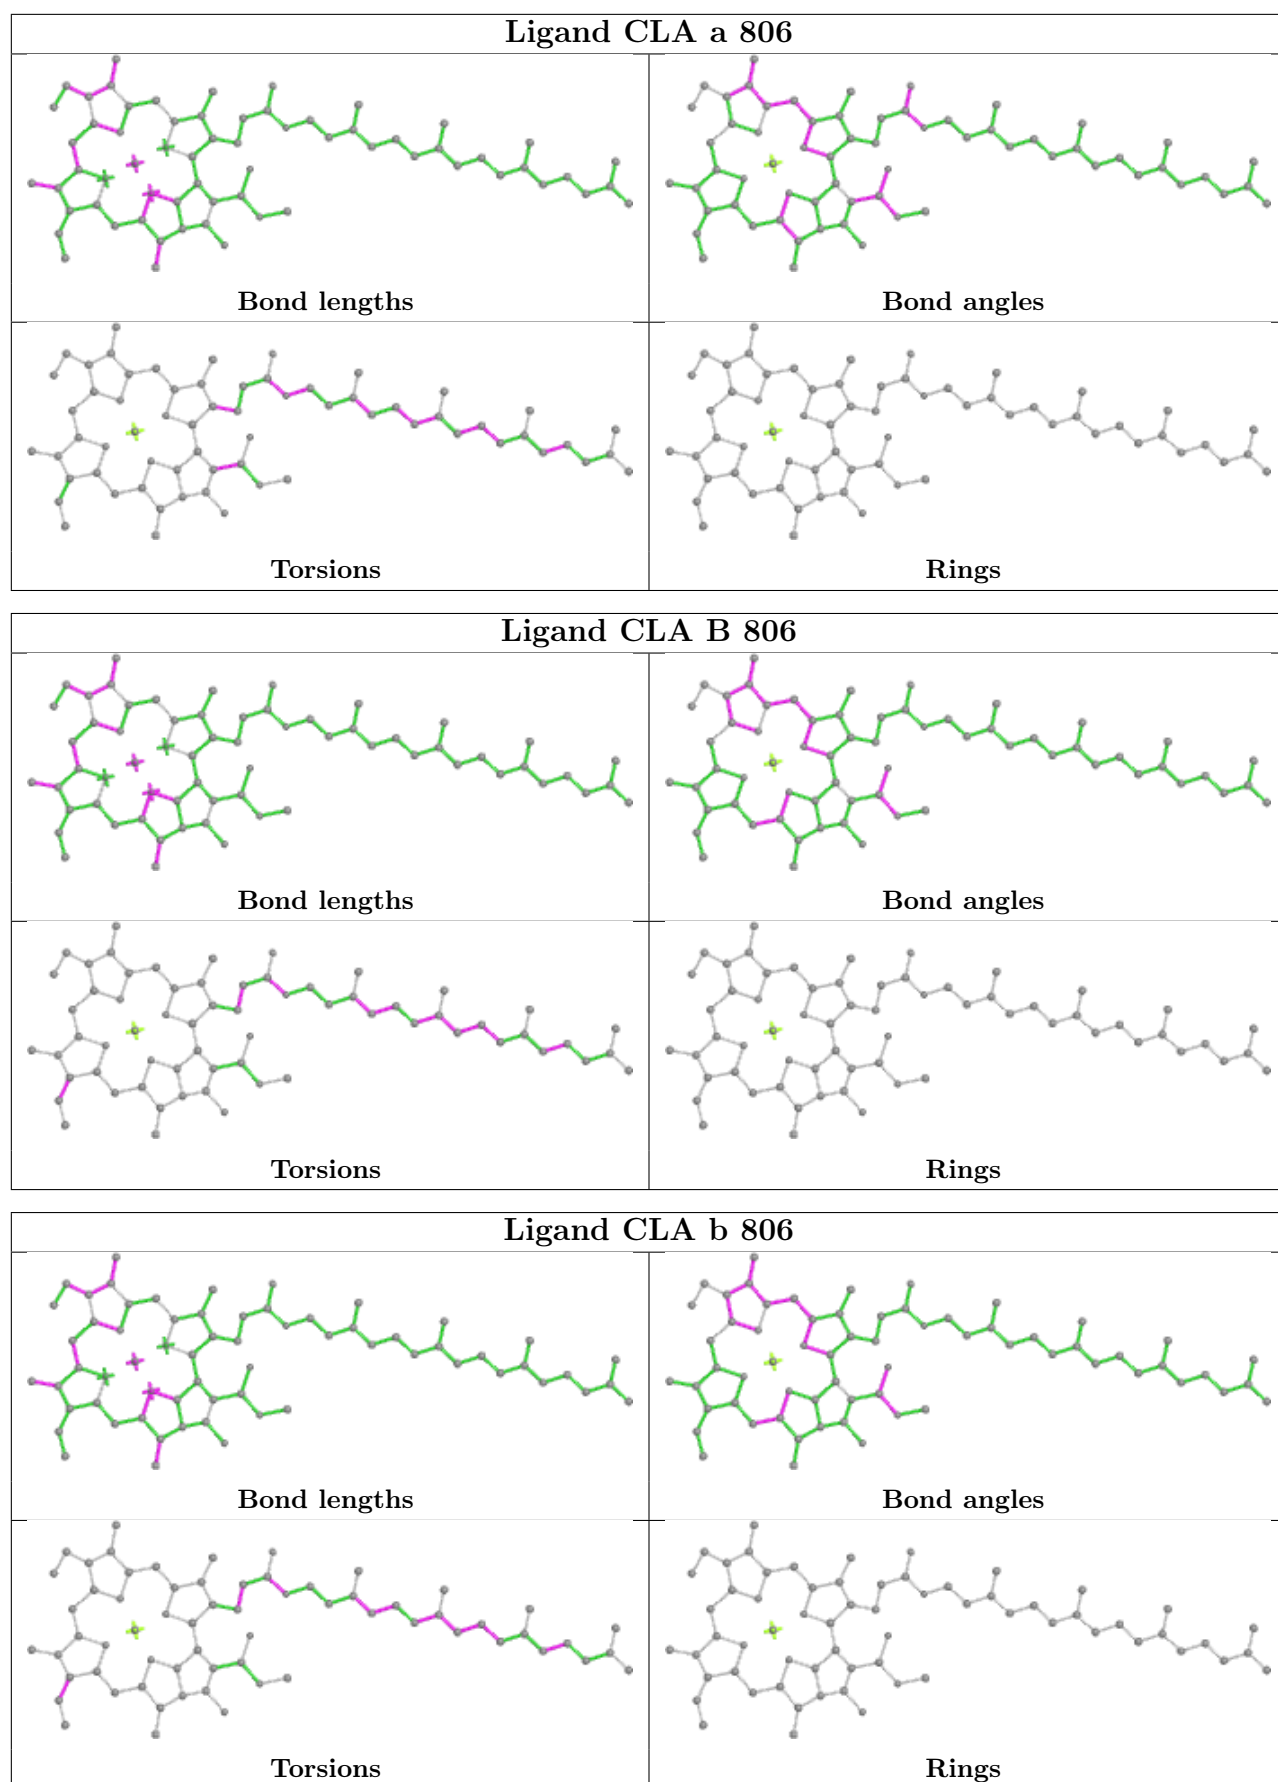 Ligand CLA a 806
Bond lengths
Bond angles
Torsions
Rings
Ligand CLA B 806
Bond lengths
Bond angles
Torsions
Rings
Ligand CLA b 806
Bond lengths
Bond angles
Torsions
Rings